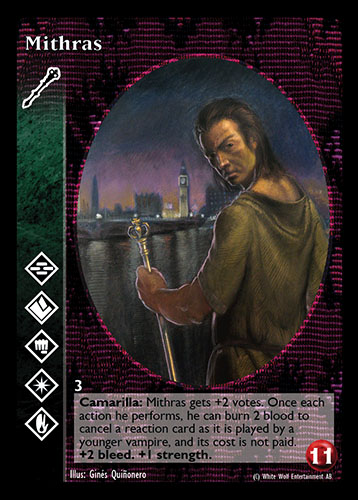 Mithras
3
Camarilla: Mithras gets +2 votes. Once each
action he performs, he can burn 2 blood to
cancel a reaction card as it is played by a
younger vampire, and its cost is not paid.
+2 bleed. +1 strength.
11
Illus: Ginés Quiñonero
(C) White Wolf Entertainment AB